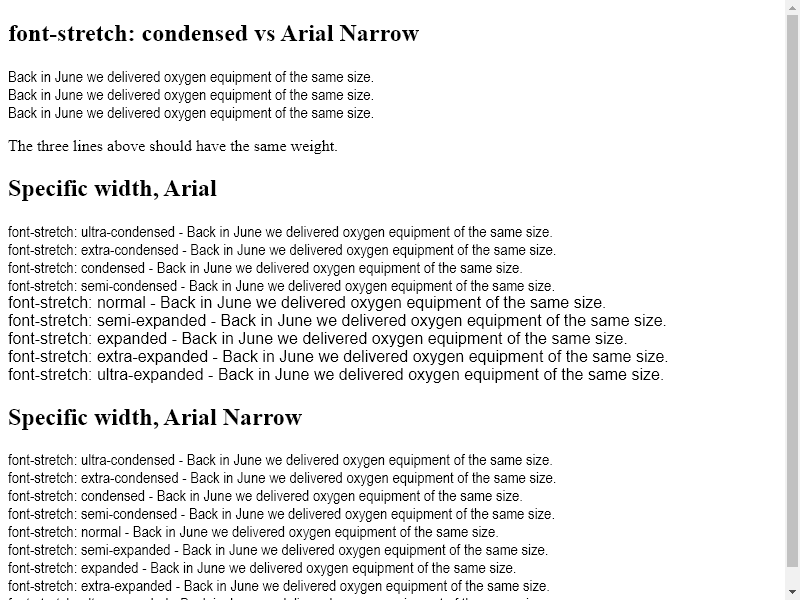 font-stretch: condensed vs Arial Narrow
Back in June we delivered oxygen equipment of the same size.
Back in June we delivered oxygen equipment of the same size.
Back in June we delivered oxygen equipment of the same size.
The three lines above should have the same weight.
Specific width, Arial
font-stretch: ultra-condensed - Back in June we delivered oxygen equipment of the same size.
font-stretch: extra-condensed - Back in June we delivered oxygen equipment of the same size.
font-stretch: condensed - Back in June we delivered oxygen equipment of the same size.
font-stretch: semi-condensed - Back in June we delivered oxygen equipment of the same size.
font-stretch: normal - Back in June we delivered oxygen equipment of the same size.
font-stretch: semi-expanded - Back in June we delivered oxygen equipment of the same size.
font-stretch: expanded - Back in June we delivered oxygen equipment of the same size.
font-stretch: extra-expanded - Back in June we delivered oxygen equipment of the same size.
font-stretch: ultra-expanded - Back in June we delivered oxygen equipment of the same size.
Specific width, Arial Narrow
font-stretch: ultra-condensed - Back in June we delivered oxygen equipment of the same size.
font-stretch: extra-condensed - Back in June we delivered oxygen equipment of the same size.
font-stretch: condensed - Back in June we delivered oxygen equipment of the same size.
font-stretch: semi-condensed - Back in June we delivered oxygen equipment of the same size.
font-stretch: normal - Back in June we delivered oxygen equipment of the same size.
font-stretch: semi-expanded - Back in June we delivered oxygen equipment of the same size.
font-stretch: expanded - Back in June we delivered oxygen equipment of the same size.
font-stretch: extra-expanded - Back in June we delivered oxygen equipment of the same size.